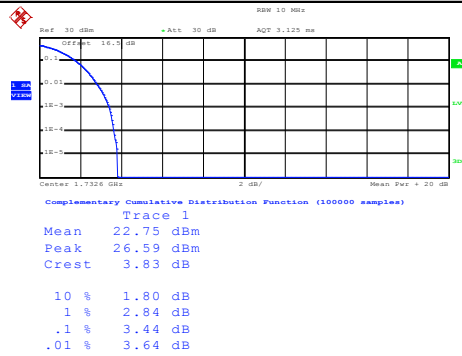 RBW 10 MHz
Ref 30 dBm Att 30 dB AQT 3.125 ms
Offset 16.5 dB
A
0.1
0.01
1 SA
VIEW
1E-3
LV
1E-4
1E-5
3D
Center 1.7326 GHz 2 dB/ Mean Pwr + 20 dB
Complementary Cumulative Distribution Function (100000 samples)
Trace 1
Mean 22.75 dBm
Peak 26.59 dBm
Crest 3.83 dB
10 % 1.80 dB
1 % 2.84 dB
.1 % 3.44 dB
.01 % 3.64 dB